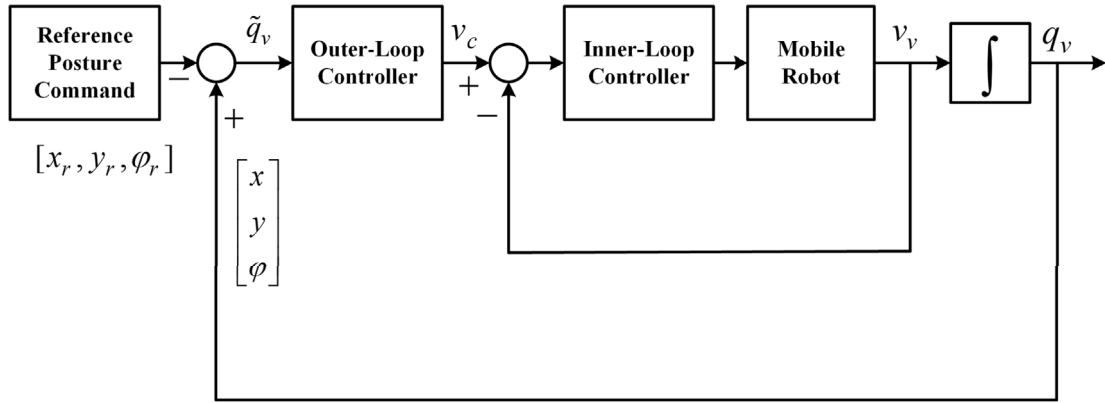 Reference
Posture
Command
[x_r, y_r, φ_r]
−
+
q̃_v
[x
y
φ]
Outer-Loop
Controller
v_c
+
−
Inner-Loop
Controller
Mobile
Robot
v_v
∫
q_v